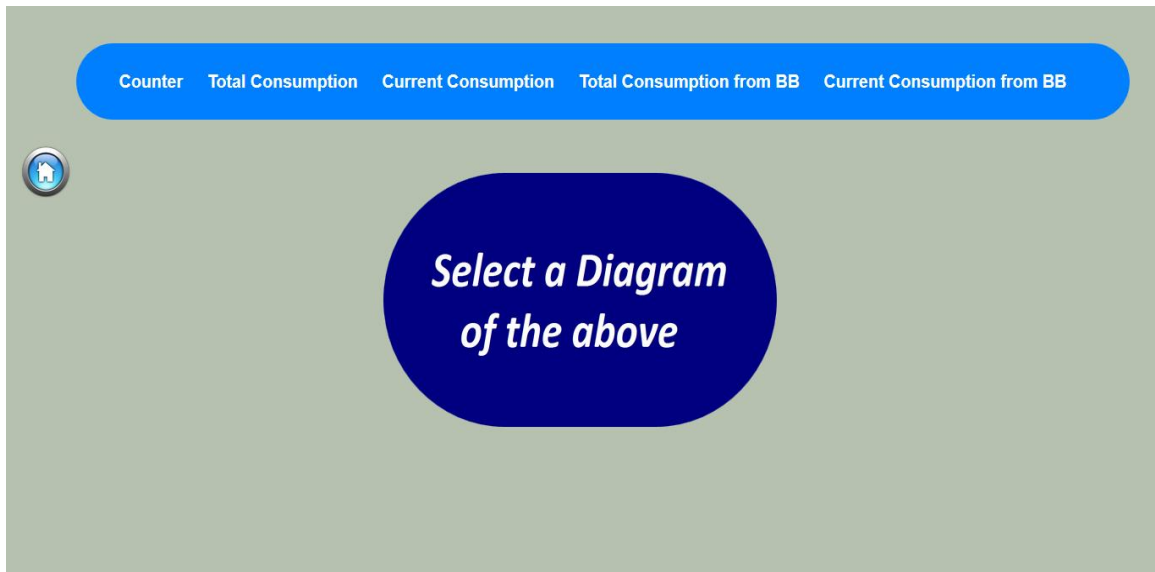 Counter Total Consumption Current Consumption Total Consumption from BB Current Consumption from BB
Select a Diagram
of the above